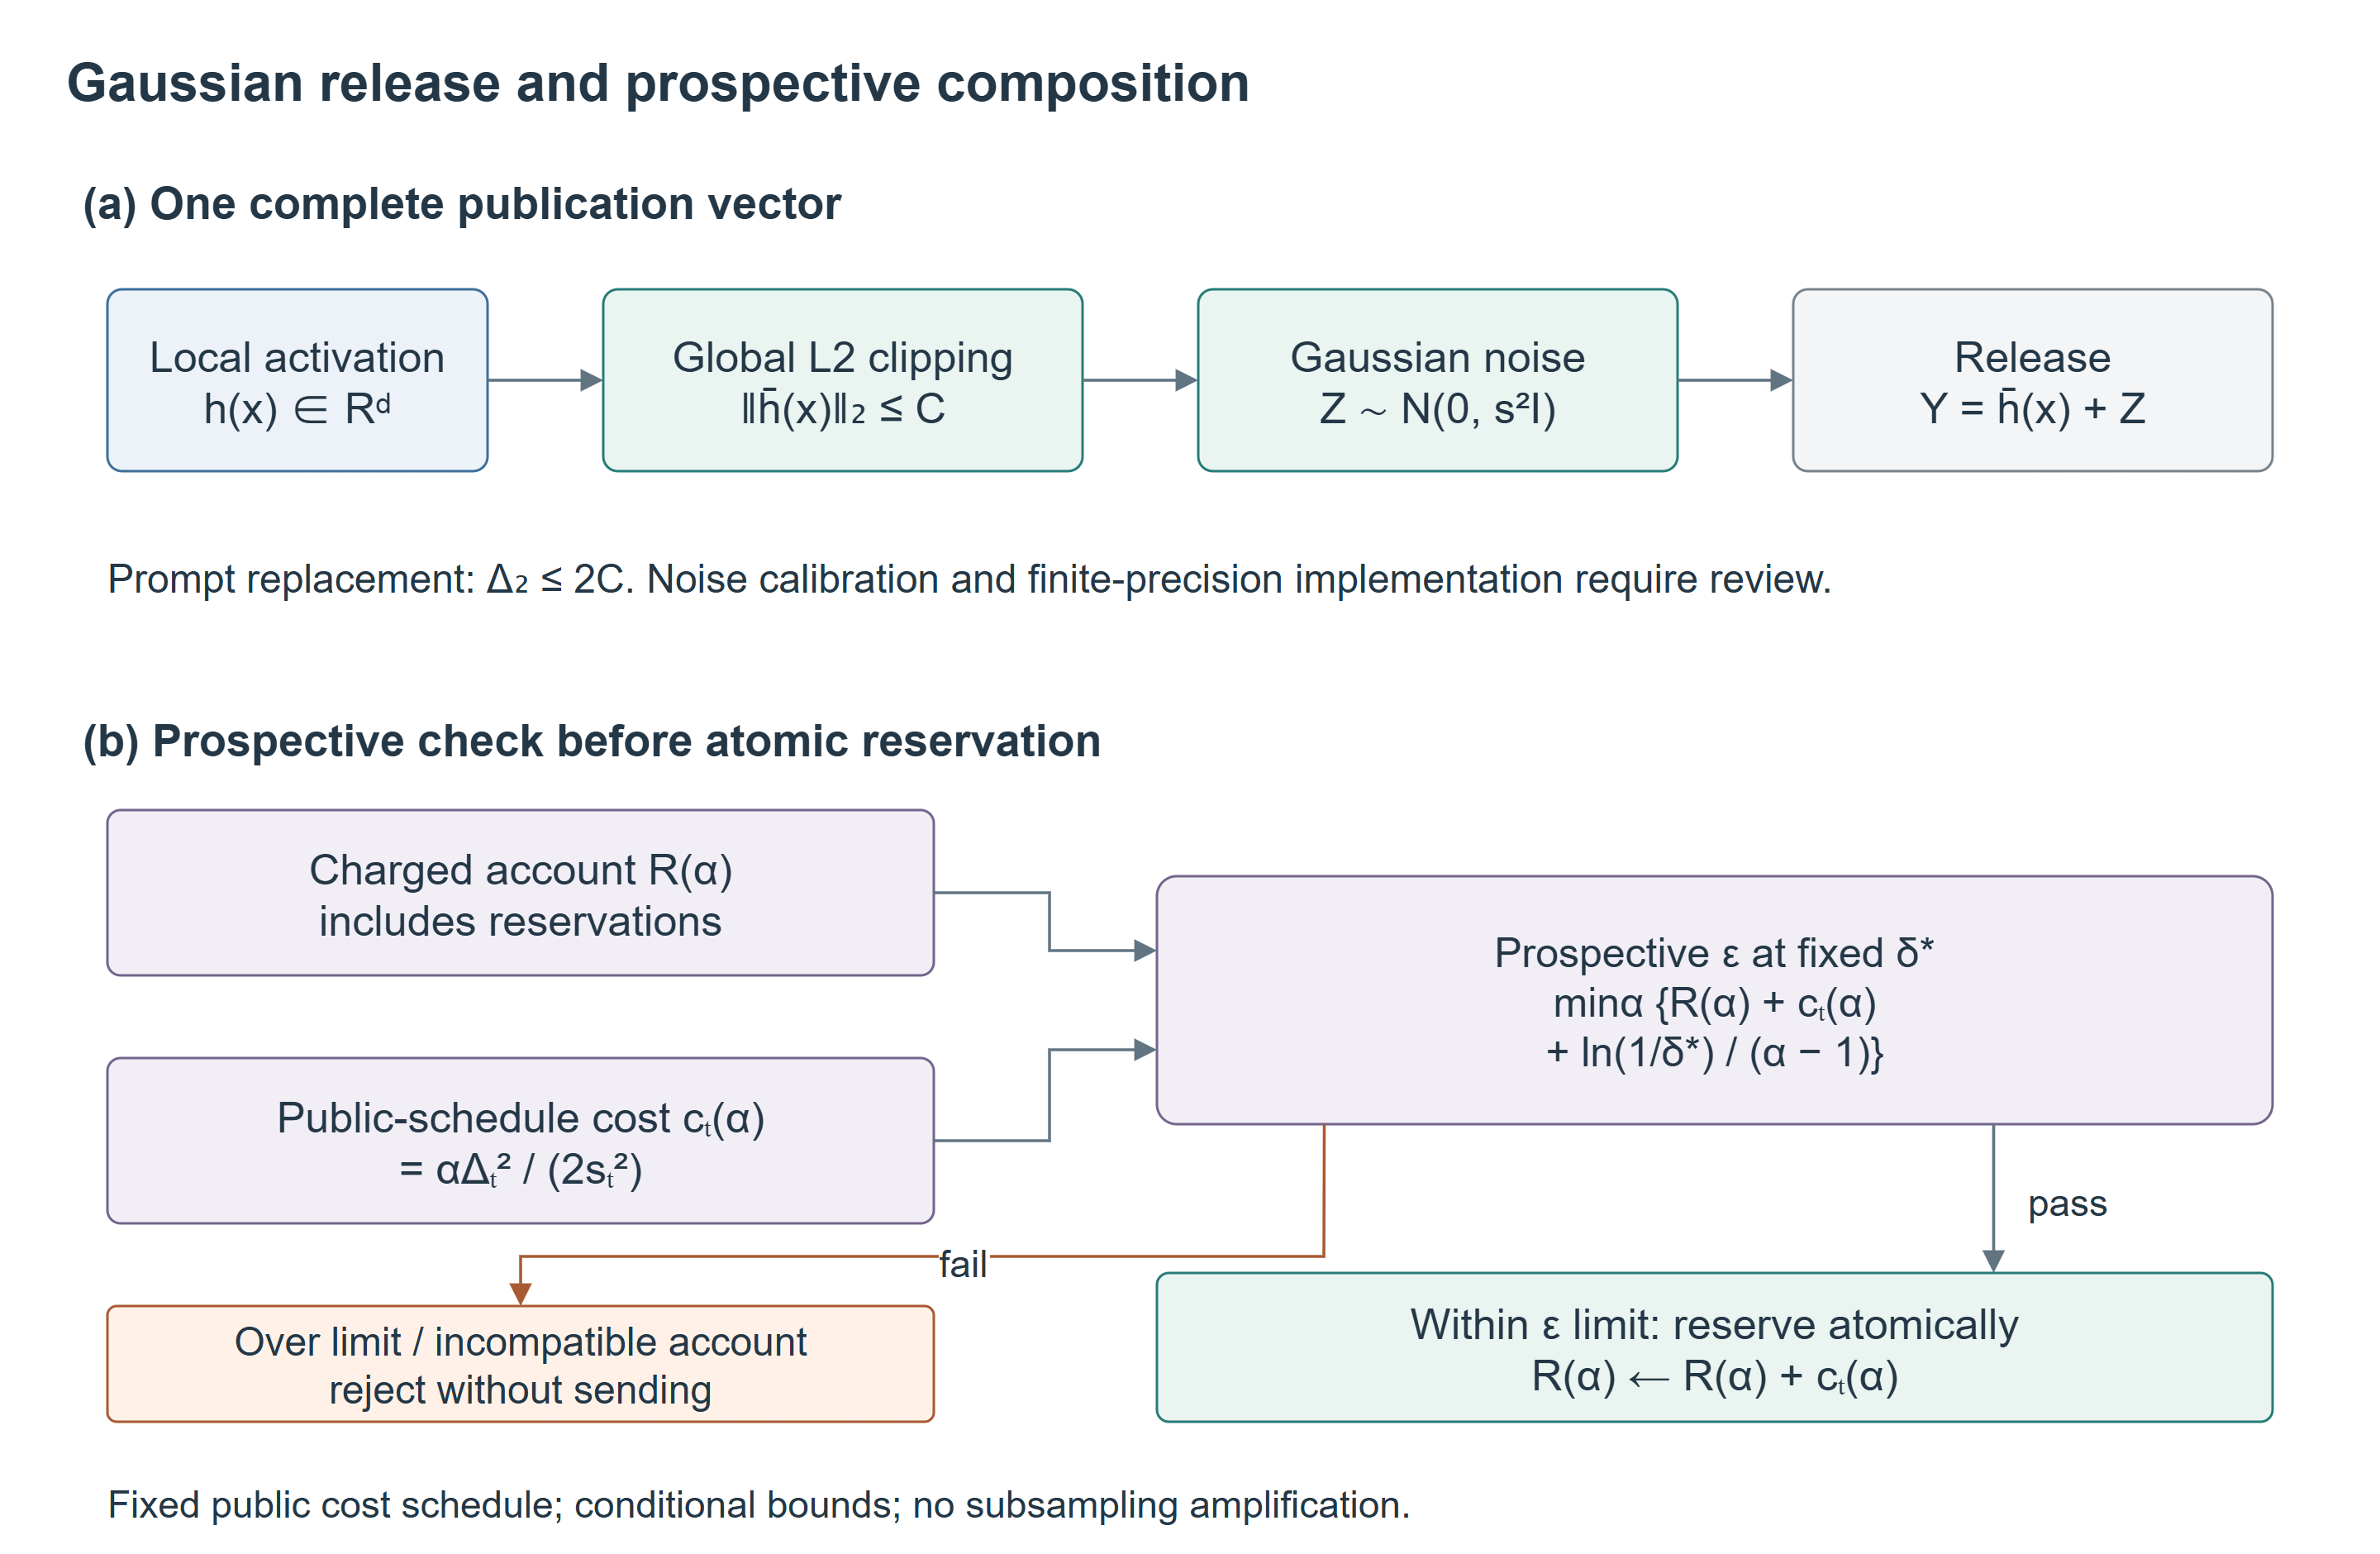 Gaussian release and prospective composition
(a) One complete publication vector
Local activation
h(x) ∈ Rᵈ
Global L2 clipping
‖h̄(x)‖₂ ≤ C
Gaussian noise
Z ∼ N(0, s²I)
Release
Y = h̄(x) + Z
Prompt replacement: Δ₂ ≤ 2C. Noise calibration and finite-precision implementation require review.
(b) Prospective check before atomic reservation
Charged account R(α)
includes reservations
Public-schedule cost cₜ(α)
= αΔₜ² / (2sₜ²)
Prospective ε at fixed δ*
minα {R(α) + cₜ(α)
+ ln(1/δ*) / (α − 1)}
pass
fail
Over limit / incompatible account
reject without sending
Within ε limit: reserve atomically
R(α) ← R(α) + cₜ(α)
Fixed public cost schedule; conditional bounds; no subsampling amplification.